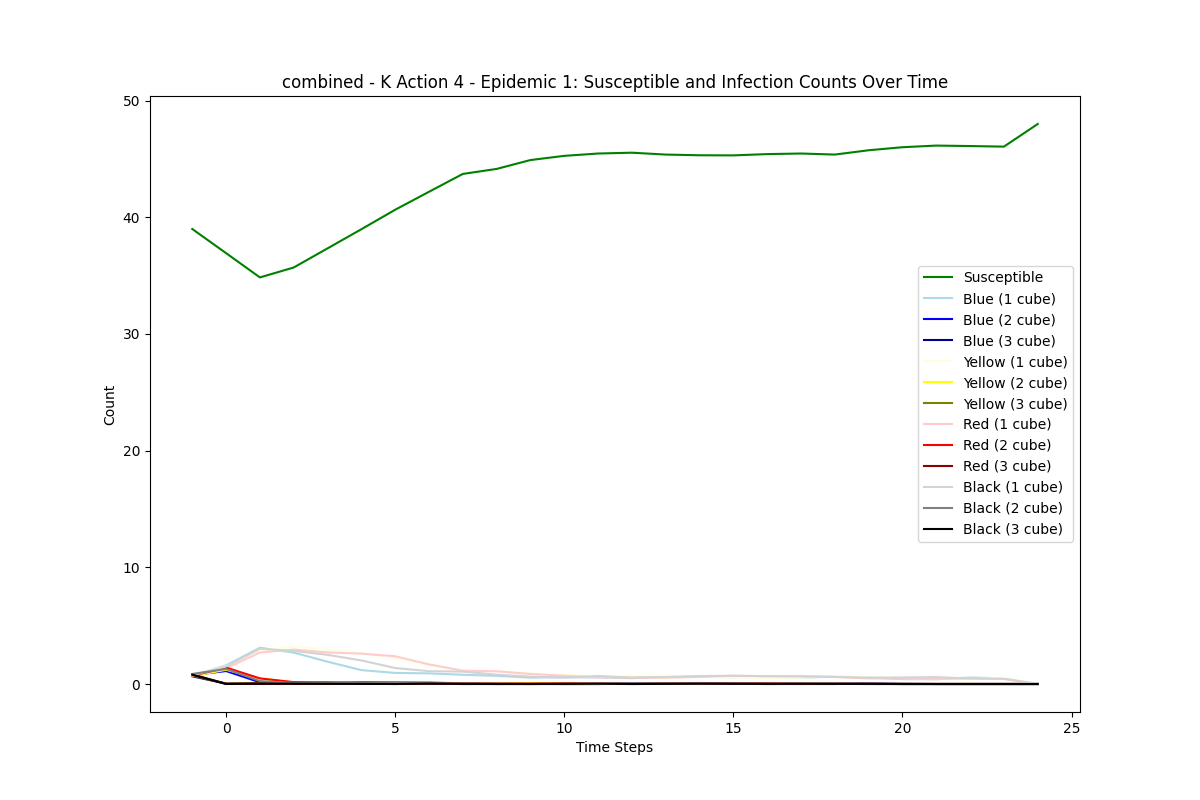 combined - K Action 4 - Epidemic 1: Susceptible and Infection Counts Over Time
50
40
30
20
10
0
Count
0
5
10
15
20
25
Time Steps
Susceptible
Blue (1 cube)
Blue (2 cube)
Blue (3 cube)
Yellow (1 cube)
Yellow (2 cube)
Yellow (3 cube)
Red (1 cube)
Red (2 cube)
Red (3 cube)
Black (1 cube)
Black (2 cube)
Black (3 cube)